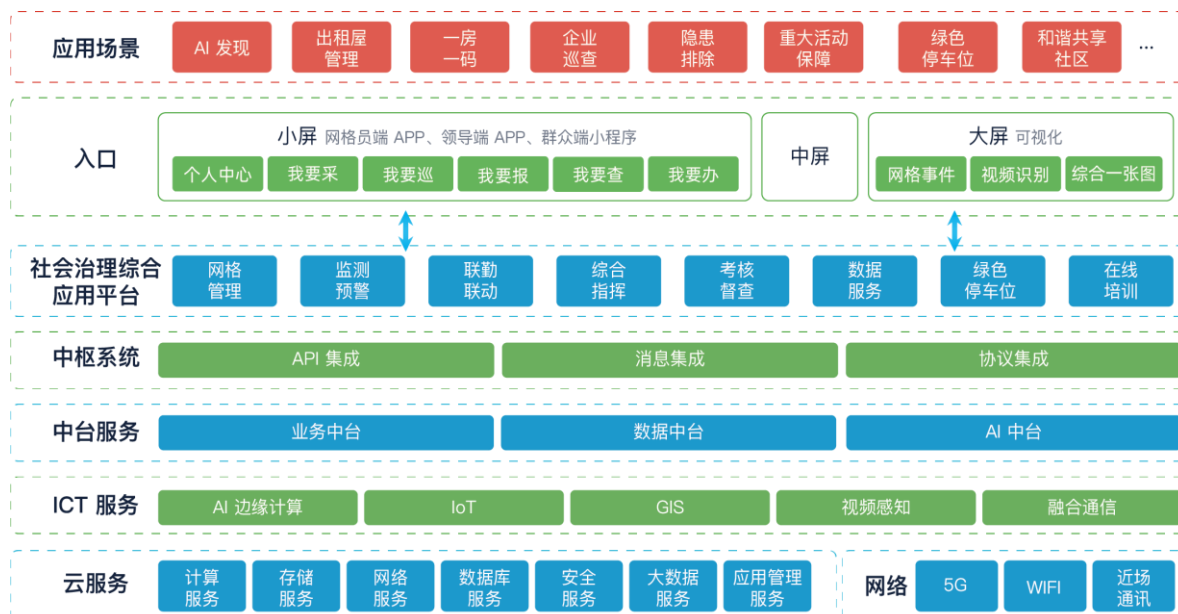 应用场景
AI 发现
出租屋
管理
一房
一码
企业
巡查
隐患
排除
重大活动
保障
绿色
停车位
和谐共享
社区
...
入口
小屏 网格员端 APP、领导端 APP、群众端小程序
个人中心
我要采
我要巡
我要报
我要查
我要办
中屏
大屏 可视化
网格事件
视频识别
综合一张图
社会治理综合
应用平台
网格
管理
监测
预警
联勤
联动
综合
指挥
考核
督查
数据
服务
绿色
停车位
在线
培训
中枢系统
API 集成
消息集成
协议集成
中台服务
业务中台
数据中台
AI 中台
ICT 服务
AI 边缘计算
IoT
GIS
视频感知
融合通信
云服务
计算
服务
存储
服务
网络
服务
数据库
服务
安全
服务
大数据
服务
应用管理
服务
网络
5G
WIFI
近场
通讯